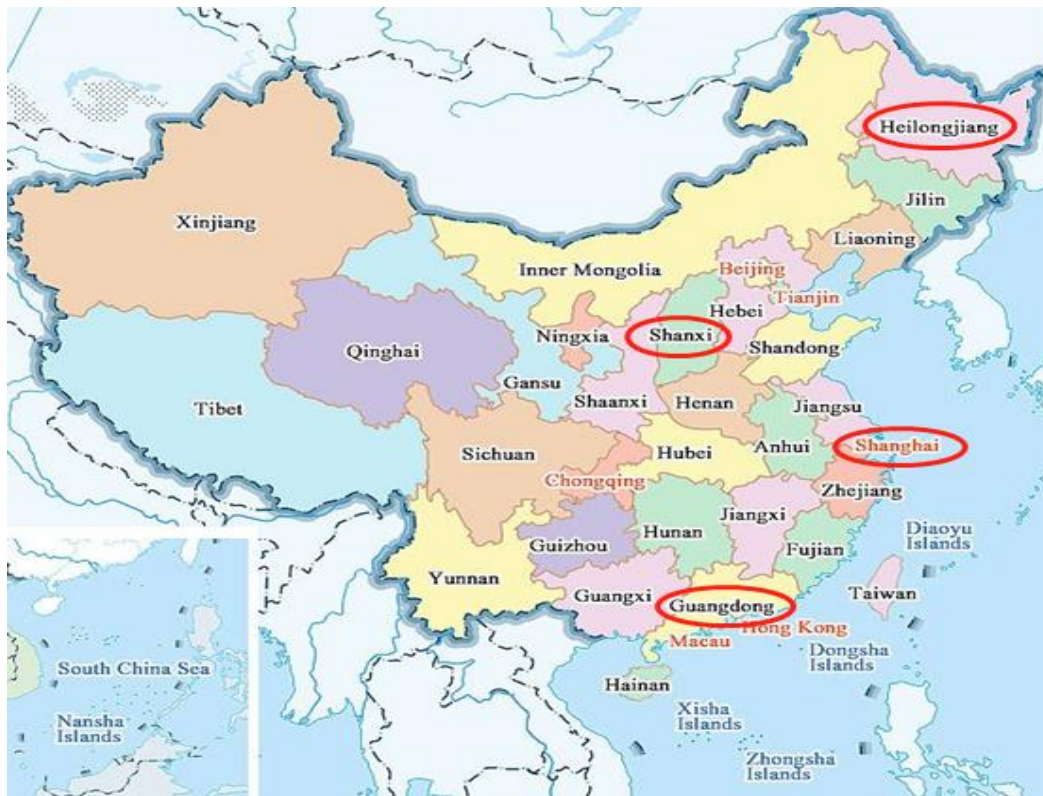 Heilongjiang
Jilin
Xinjiang
Liaoning
Inner Mongolia
Beijing
Tianjin
Hebei
Ningxia
Shanxi
Shandong
Qinghai
Gansu
Tibet
Shaanxi
Henan
Jiangsu
Sichuan
Hubei
Anhui
Shanghai
Chongqing
Zhejiang
Jiangxi
Hunan
Guizhou
Fujian
Diaoyu
Islands
Yunnan
Guangxi
Guangdong
Taiwan
Hong Kong
Macau
Dongsha
Islands
Hainan
South China Sea
Xisha
Islands
Nansha
Islands
Zhongsha
Islands